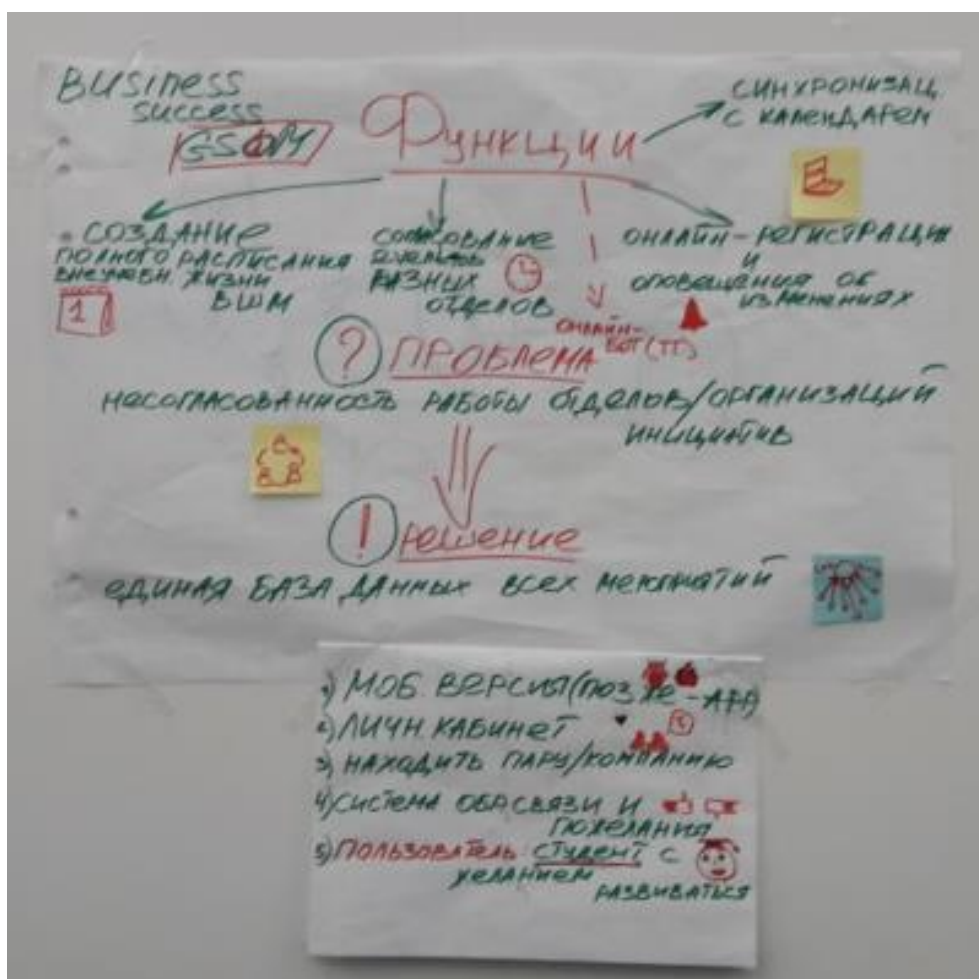 Business
success
GSOM
Функции
СИНХРОНИЗАЦ
С КАЛЕНДАРЕМ
СОЗДАНИЕ
ПОЛНОГО РАСПИСАНИЯ
ВНЕУЧЕБН. ЖИЗНИ
ВШМ
РАЗНЫХ
ОТДЕЛОВ
ОНЛАЙН-РЕГИСТРАЦИЯ
И
ОПОВЕЩЕНИЯ ОБ
ИЗМЕНЕНИЯХ
1
ОНЛАЙН-
БОТ (ТГ)
? ПРОБЛЕМА
НЕСОГЛАСОВАННОСТЬ РАБОТЫ ОТДЕЛОВ/ОРГАНИЗАЦИЙ
ИНИЦИАТИВ
! РЕШЕНИЕ
ЕДИНАЯ БАЗА ДАННЫХ ВСЕХ МЕРОПРИЯТИЙ
1) МОБ. ВЕРСИЯ (ПОЗЖЕ - APP)
2) ЛИЧН. КАБИНЕТ
3) НАХОДИТЬ ПАРУ/КОМПАНИЮ
4) СИСТЕМА ОБР. СВЯЗИ И
ПОЖЕЛАНИЯ
5) ПОЛЬЗОВАТЕЛЬ: СТУДЕНТ С
ЖЕЛАНИЕМ
РАЗВИВАТЬСЯ